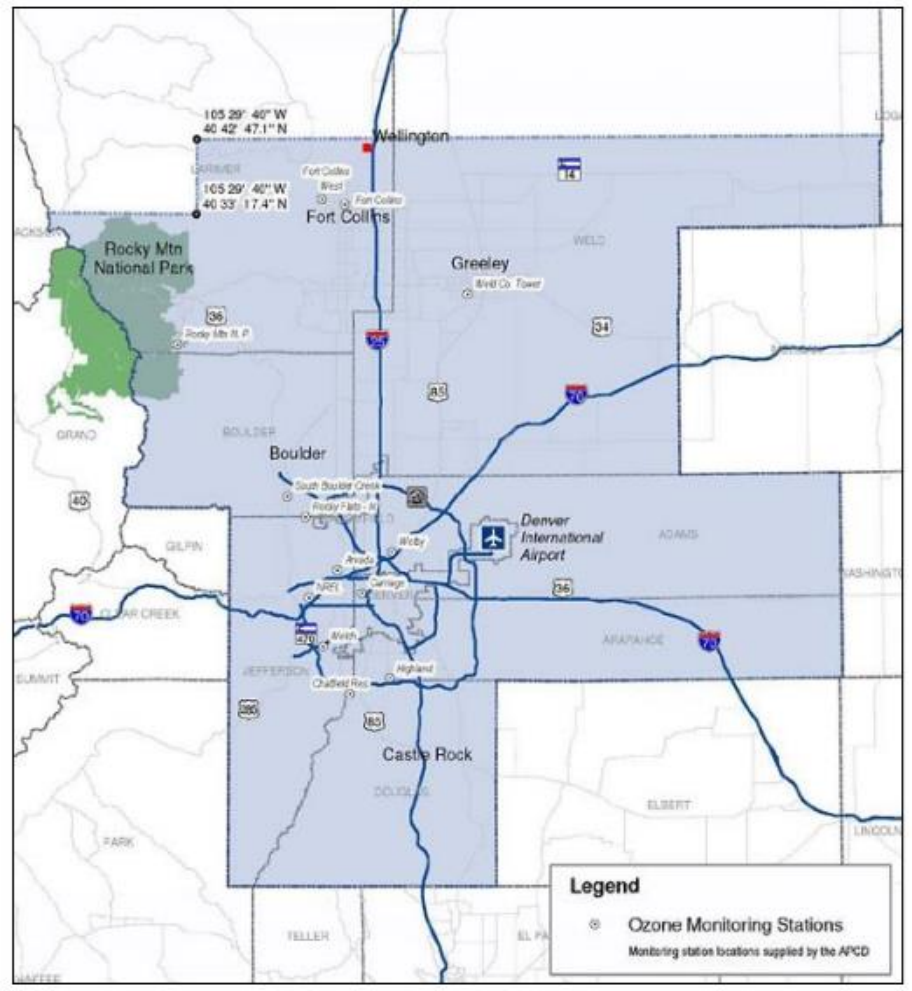 105 29' 40" W
40 42' 47.1" N
Wellington
LARIMER
14
105 29' 40" W
40 33' 17.4" N
Fort Collins
West
Fort Collins
Fort Collins
WELD
Rocky Mtn
National Park
Greeley
Weld Co. Tower
36
34
Rocky Mtn N. P.
25
85
70
GRAND
BOULDER
Boulder
40
South Boulder Creek
Rocky Flats - N
Denver
International
Airport
ADAMS
GILPIN
Welby
Arvada
NREL
Carriage
DENVER
36
70
CLEAR CREEK
470
Welch
ARAPAHOE
JEFFERSON
Highland
SUMMIT
Chatfield Res
285
85
Castle Rock
DOUGLAS
ELBERT
PARK
LINCOLN
Legend
Ozone Monitoring Stations
Monitoring station locations supplied by the APCD
TELLER
EL PA